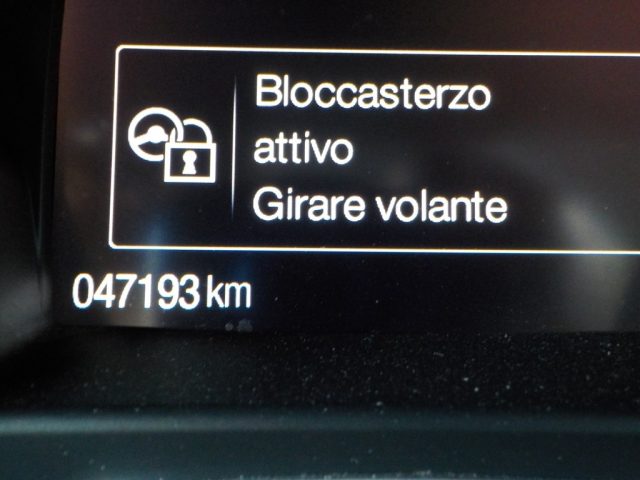 Bloccasterzo
attivo
Girare volante
047193 km